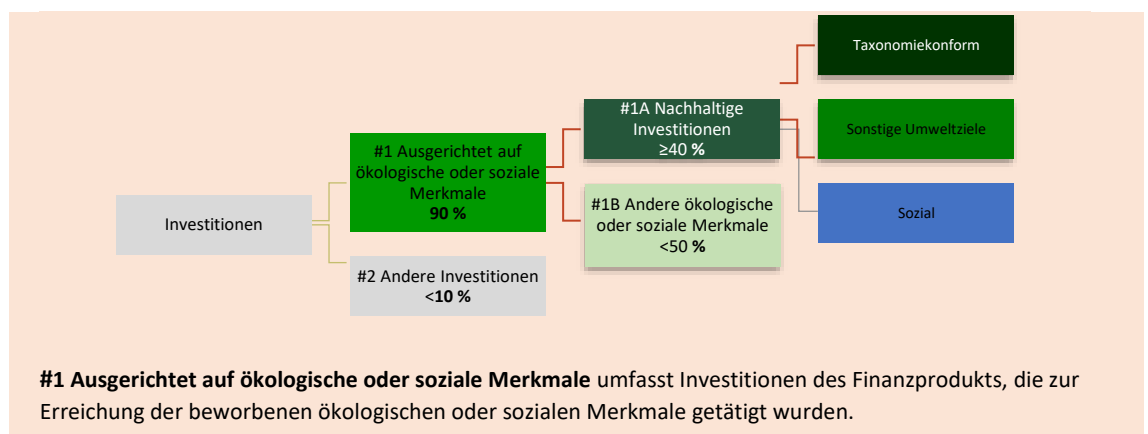 Investitionen
#1 Ausgerichtet auf
ökologische oder soziale
Merkmale
90 %
#2 Andere Investitionen
<10 %
#1A Nachhaltige
Investitionen
≥40 %
#1B Andere ökologische
oder soziale Merkmale
<50 %
Taxonomiekonform
Sonstige Umweltziele
Sozial
#1 Ausgerichtet auf ökologische oder soziale Merkmale umfasst Investitionen des Finanzprodukts, die zur
Erreichung der beworbenen ökologischen oder sozialen Merkmale getätigt wurden.